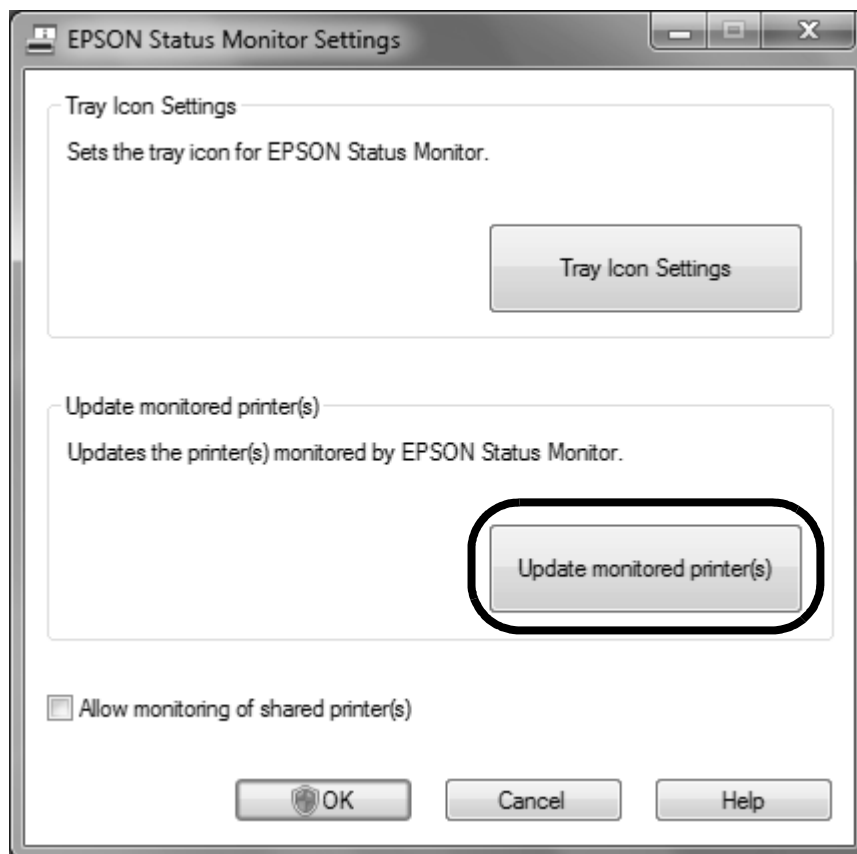 EPSON Status Monitor Settings
Tray Icon Settings
Sets the tray icon for EPSON Status Monitor.
Tray Icon Settings
Update monitored printer(s)
Updates the printer(s) monitored by EPSON Status Monitor.
Update monitored printer(s)
Allow monitoring of shared printer(s)
OK
Cancel
Help